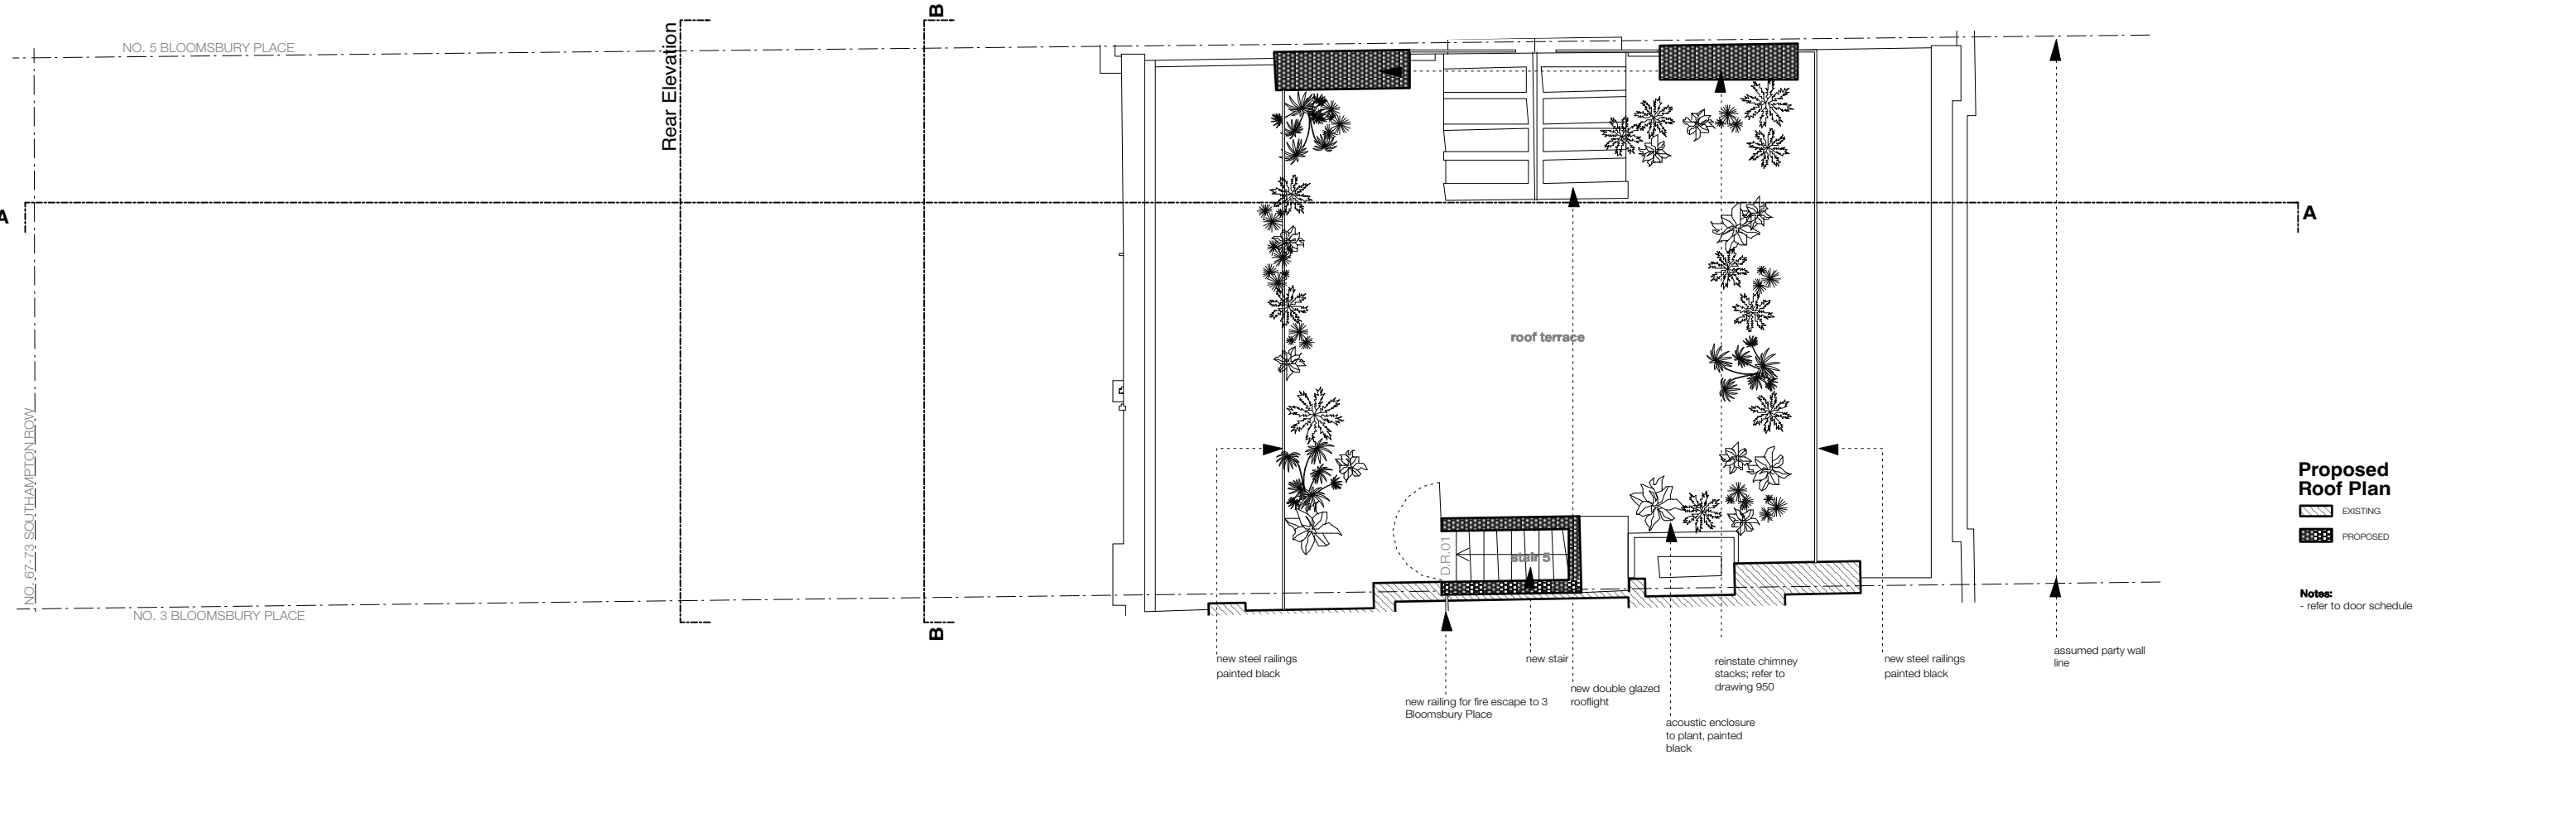 B
NO. 5 BLOOMSBURY PLACE
Rear Elevation
A
A
roof terrace
NO. 67-73 SOUTHAMPTON ROW
Proposed
Roof Plan
EXISTING
PROPOSED
D.R.01
stair 5
Notes:
- refer to door schedule
NO. 3 BLOOMSBURY PLACE
B
new steel railings
painted black
new railing for fire escape to 3
Bloomsbury Place
new stair
new double glazed
rooflight
acoustic enclosure
to plant, painted
black
reinstate chimney
stacks; refer to
drawing 950
new steel railings
painted black
assumed party wall
line